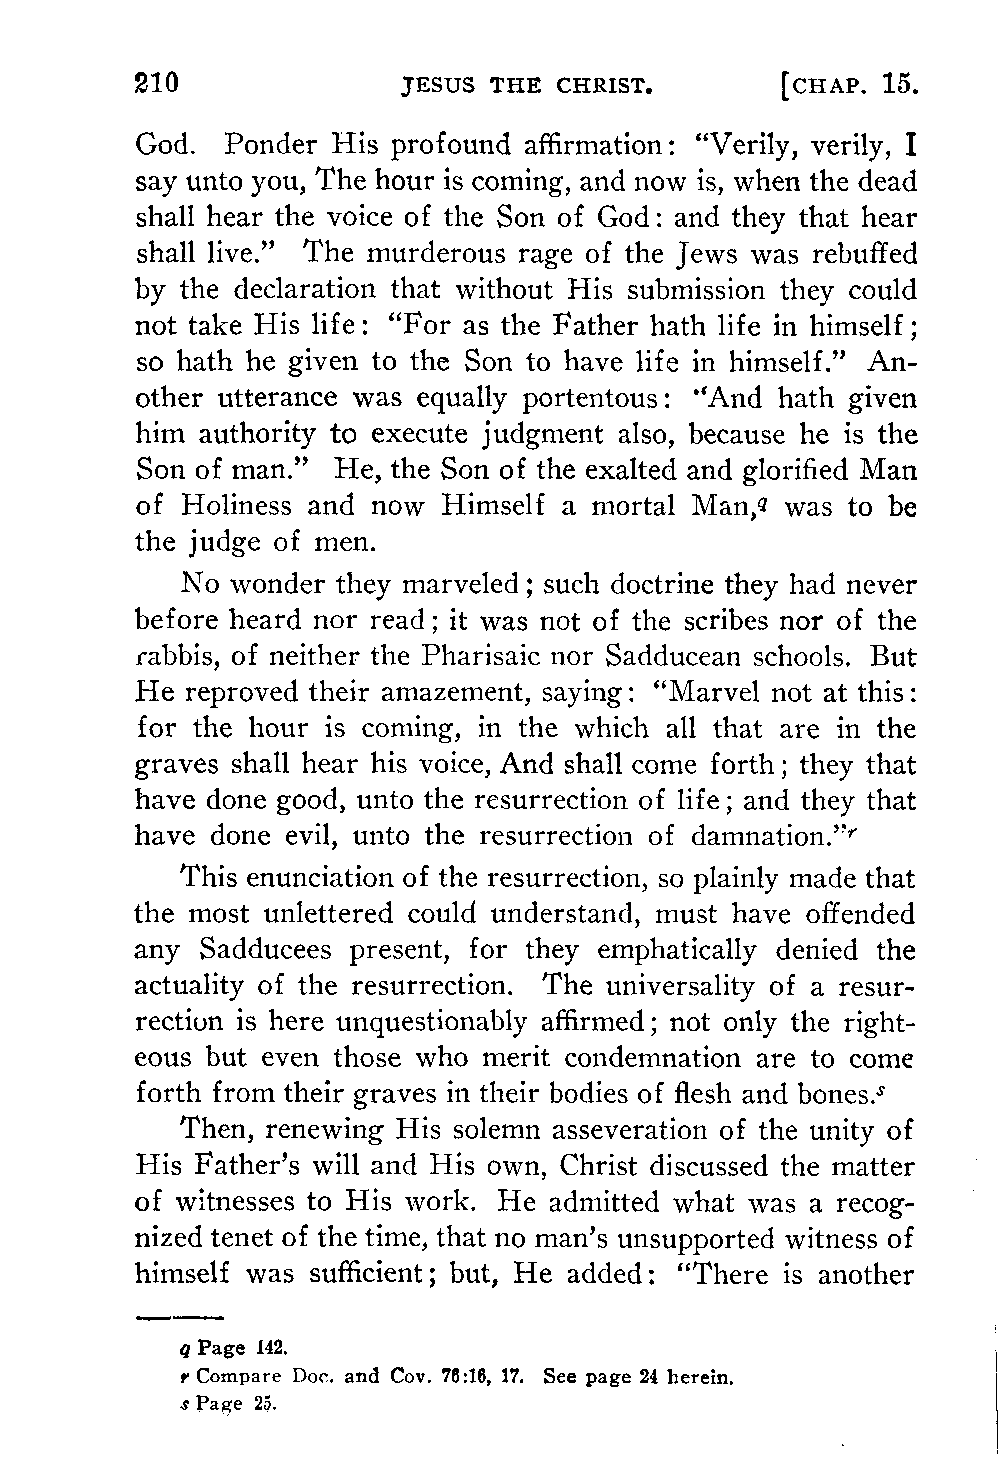 210 JESUS THE CHRIST. [CHAP. 15.
God. Ponder His profound affirmation: “Verily, verily, I
say unto you, The hour is coming, and now is, when the dead
shall hear the voice of the Son of God: and they that hear
shall live.” The murderous rage of the Jews was rebuffed
by the declaration that without His submission they could
not take His life: “For as the Father hath life in himself;
so hath he given to the Son to have life in himself.” An-
other utterance was equally portentous: “And hath given
him authority to execute judgment also, because he is the
Son of man.” He, the Son of the exalted and glorified Man
of Holiness and now Himself a mortal Man,q was to be
the judge of men.
No wonder they marveled; such doctrine they had never
before heard nor read; it was not of the scribes nor of the
rabbis, of neither the Pharisaic nor Sadducean schools. But
He reproved their amazement, saying: “Marvel not at this:
for the hour is coming, in the which all that are in the
graves shall hear his voice, And shall come forth; they that
have done good, unto the resurrection of life; and they that
have done evil, unto the resurrection of damnation.”r
This enunciation of the resurrection, so plainly made that
the most unlettered could understand, must have offended
any Sadducees present, for they emphatically denied the
actuality of the resurrection. The universality of a resur-
rection is here unquestionably affirmed; not only the right-
eous but even those who merit condemnation are to come
forth from their graves in their bodies of flesh and bones.s
Then, renewing His solemn asseveration of the unity of
His Father’s will and His own, Christ discussed the matter
of witnesses to His work. He admitted what was a recog-
nized tenet of the time, that no man’s unsupported witness of
himself was sufficient; but, He added: “There is another
q Page 142.
r Compare Doc. and Cov. 76:16, 17. See page 24 herein.
s Page 25.